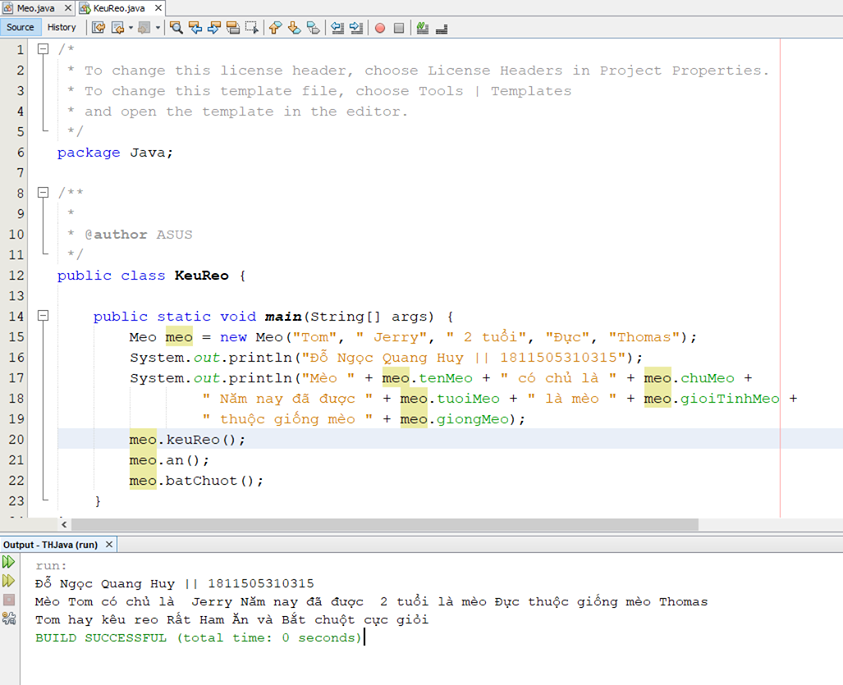 Meo.java × KeuReo.java ×
Source History
1 /*
2 * To change this license header, choose License Headers in Project Properties.
3 * To change this template file, choose Tools | Templates
4 * and open the template in the editor.
5 */
6 package Java;
7
8 /**
9 *
10 * @author ASUS
11 */
12 public class KeuReo {
13
14 public static void main(String[] args) {
15 Meo meo = new Meo("Tom", " Jerry", " 2 tuổi", "Đực", "Thomas");
16 System.out.println("Đỗ Ngọc Quang Huy || 1811505310315");
17 System.out.println("Mèo " + meo.tenMeo + " có chủ là " + meo.chuMeo +
18 " Năm nay đã được " + meo.tuoiMeo + " là mèo " + meo.gioiTinhMeo +
19 " thuộc giống mèo " + meo.giongMeo);
20 meo.keuReo();
21 meo.an();
22 meo.batChuot();
23 }
Output - THJava (run) ×
run:
Đỗ Ngọc Quang Huy || 1811505310315
Mèo Tom có chủ là  Jerry Năm nay đã được  2 tuổi là mèo Đực thuộc giống mèo Thomas
Tom hay kêu reo Rất Ham Ăn và Bắt chuột cực giỏi
BUILD SUCCESSFUL (total time: 0 seconds)